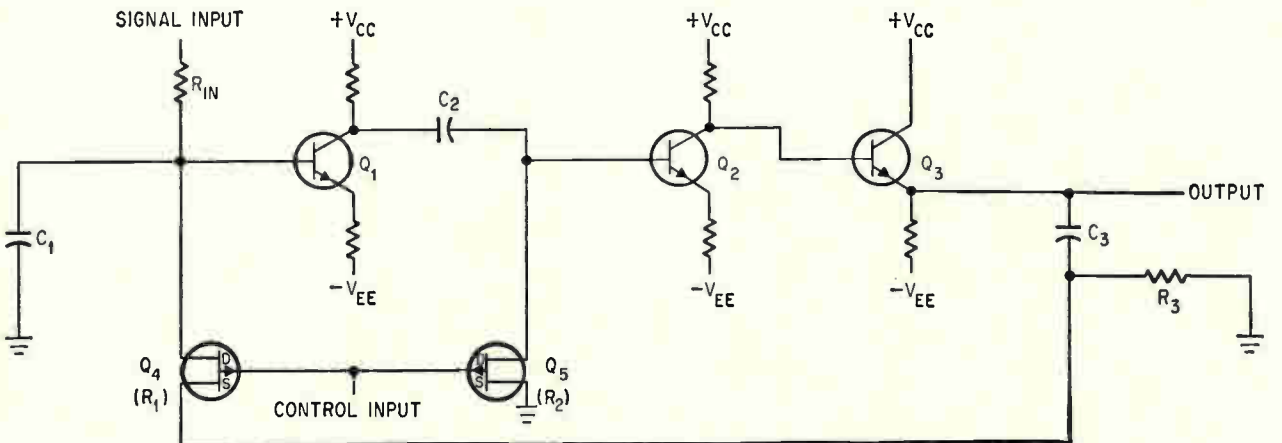 SIGNAL INPUT
+VCC
+VCC
+VCC
RIN
C2
Q1
Q2
Q3
OUTPUT
C1
C3
-VEE
-VEE
-VEE
R3
Q4
(R1)
D
S
D
S
Q5
(R2)
CONTROL INPUT